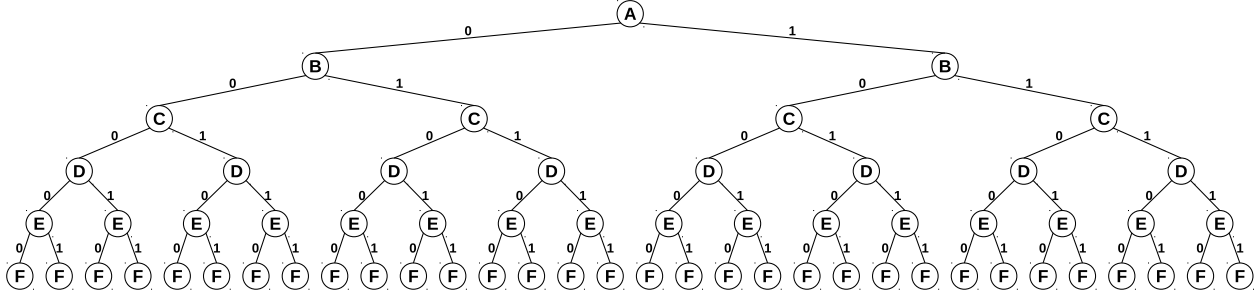 A
0 1
B B
0 1 0 1
C C C C
0 1 0 1 0 1 0 1
D D D D D D D D
0 1 0 1 0 1 0 1 0 1 0 1 0 1 0 1
E E E E E E E E E E E E E E E E
0 1 0 1 0 1 0 1 0 1 0 1 0 1 0 1 0 1 0 1 0 1 0 1 0 1 0 1 0 1 0 1
F F F F F F F F F F F F F F F F F F F F F F F F F F F F F F F F